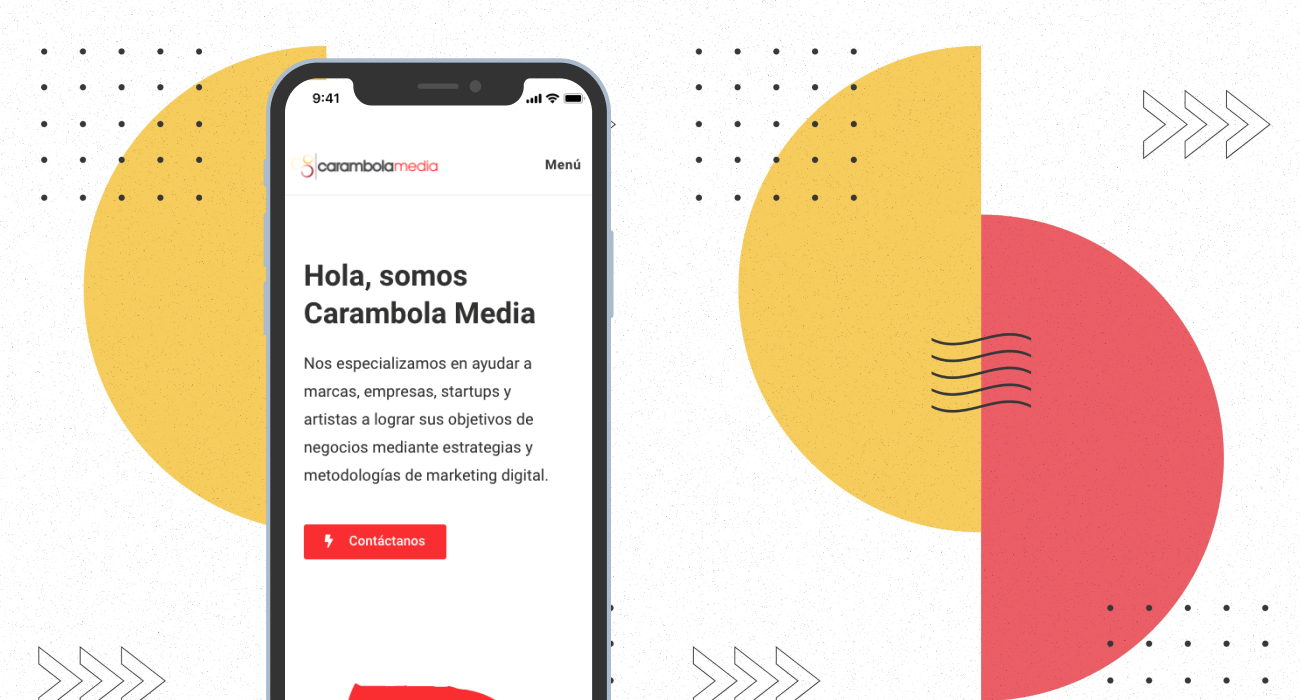 9:41
carambolamedia
Menú
Hola, somos
Carambola Media
Nos especializamos en ayudar a
marcas, empresas, startups y
artistas a lograr sus objetivos de
negocios mediante estrategias y
metodologías de marketing digital.
Contáctanos